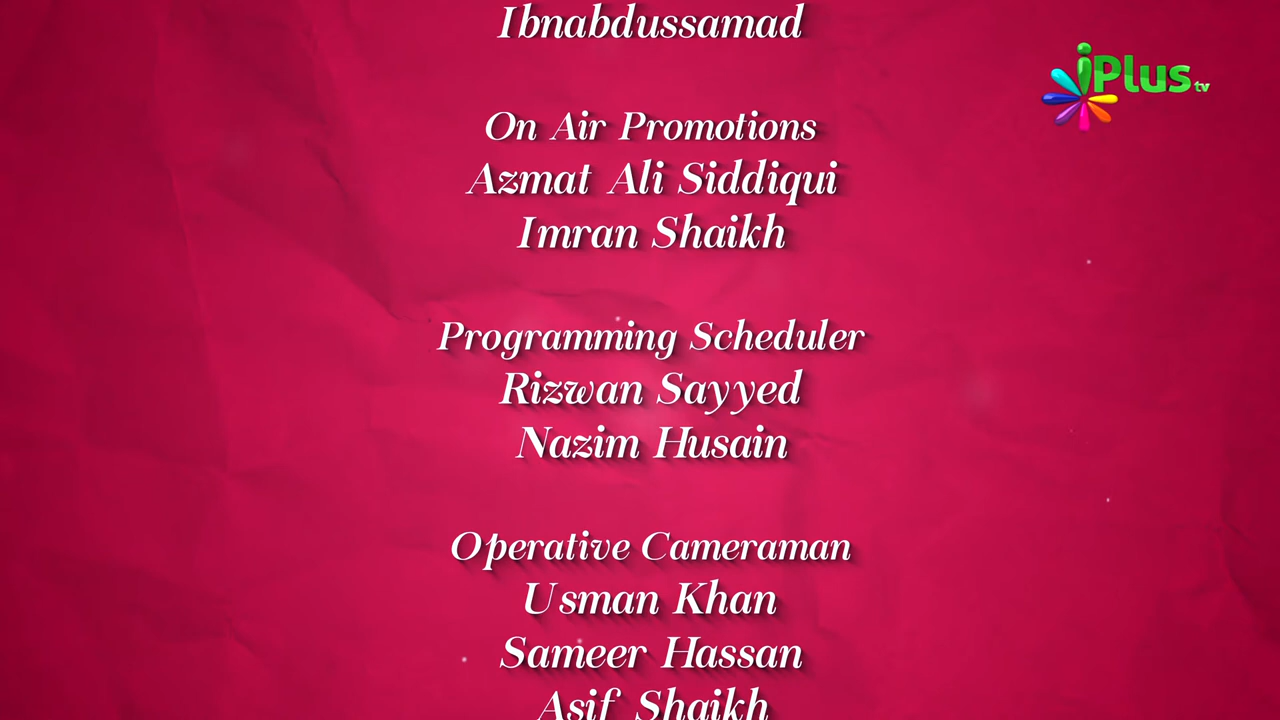 Ibnabdussamad
iPlus tv
On Air Promotions
Azmat Ali Siddiqui
Imran Shaikh
Programming Scheduler
Rizwan Sayyed
Nazim Husain
Operative Cameraman
Usman Khan
Sameer Hassan
Asif Shaikh